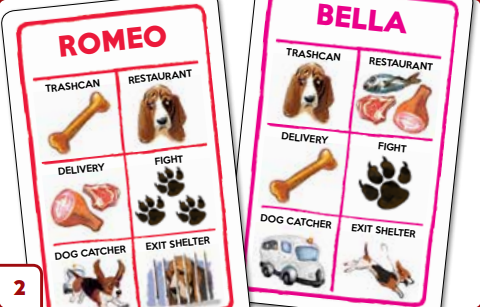 ROMEO
TRASHCAN RESTAURANT
DELIVERY FIGHT
DOG CATCHER EXIT SHELTER
BELLA
TRASHCAN RESTAURANT
DELIVERY FIGHT
DOG CATCHER EXIT SHELTER
2